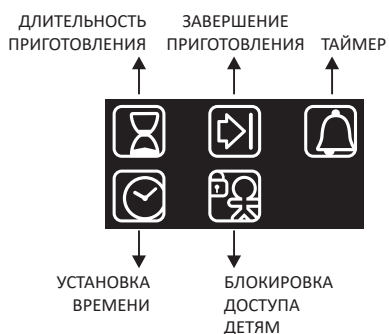 ДЛИТЕЛЬНОСТЬ
ПРИГОТОВЛЕНИЯ
ЗАВЕРШЕНИЕ
ПРИГОТОВЛЕНИЯ
ТАЙМЕР
УСТАНОВКА
ВРЕМЕНИ
БЛОКИРОВКА
ДОСТУПА
ДЕТЯМ